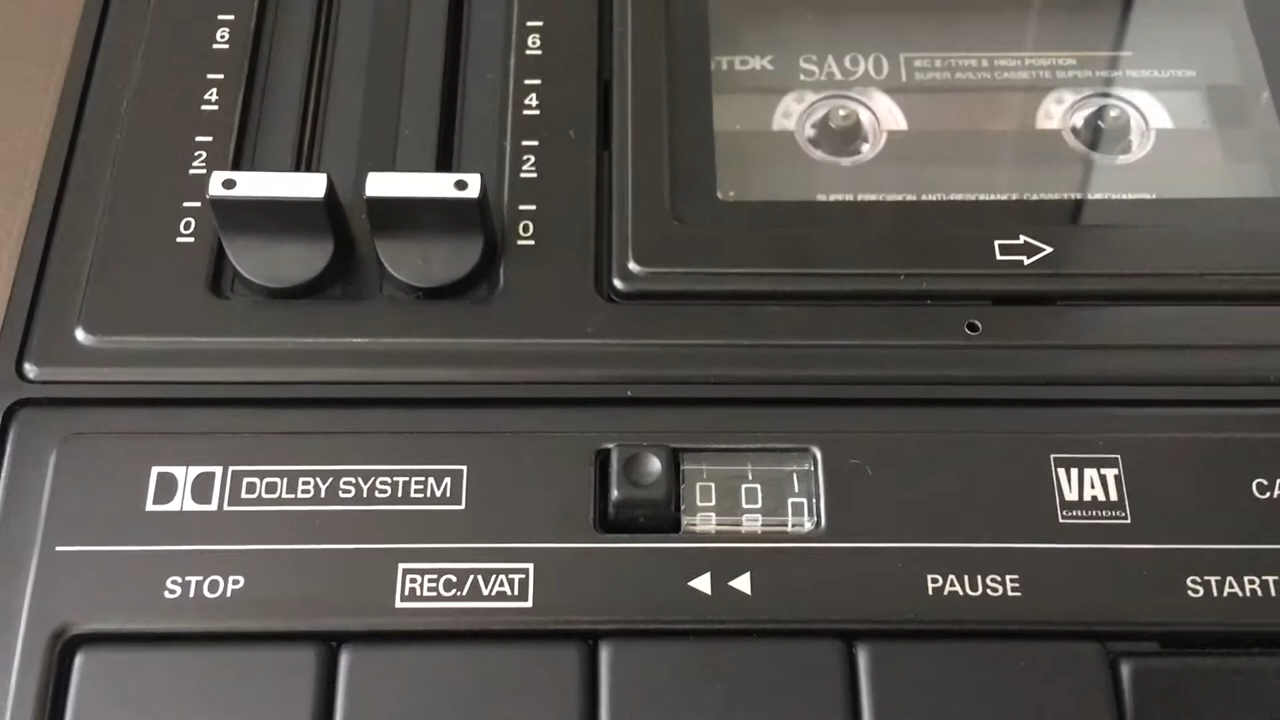 6
4
2
0
6
4
2
0
TDK SA90 IEC II/TYPE II HIGH POSITION
SUPER AVILYN CASSETTE SUPER HIGH RESOLUTION
SUPER PRECISION ANTI-RESONANCE CASSETTE MECHANISM
DOLBY SYSTEM
VAT
GRUNDIG
CA
STOP
REC./VAT
PAUSE
START